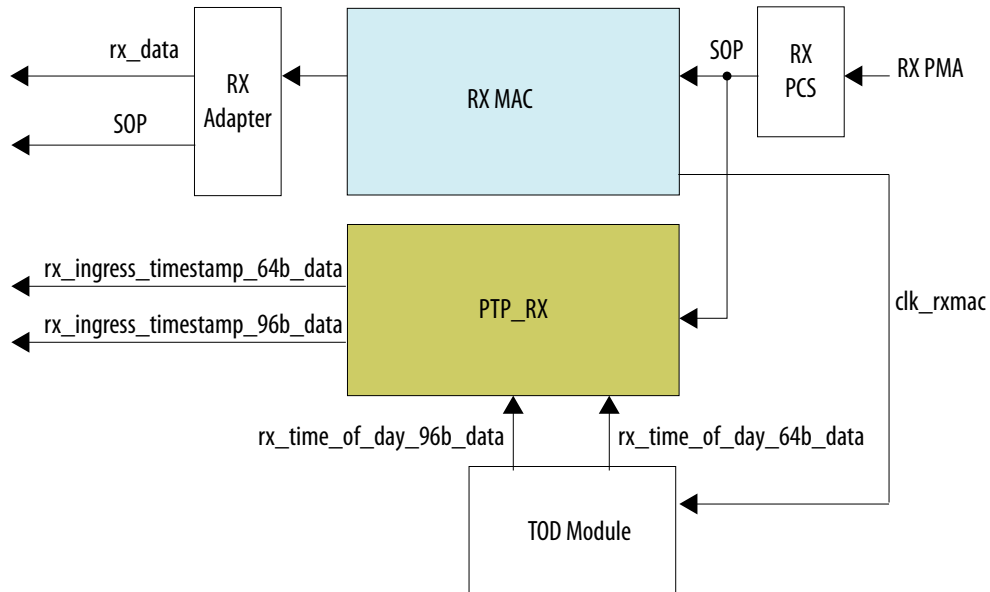 rx_data
SOP
RX
Adapter
RX MAC
SOP
RX
PCS
RX PMA
rx_ingress_timestamp_64b_data
rx_ingress_timestamp_96b_data
PTP_RX
clk_rxmac
rx_time_of_day_96b_data
rx_time_of_day_64b_data
TOD Module